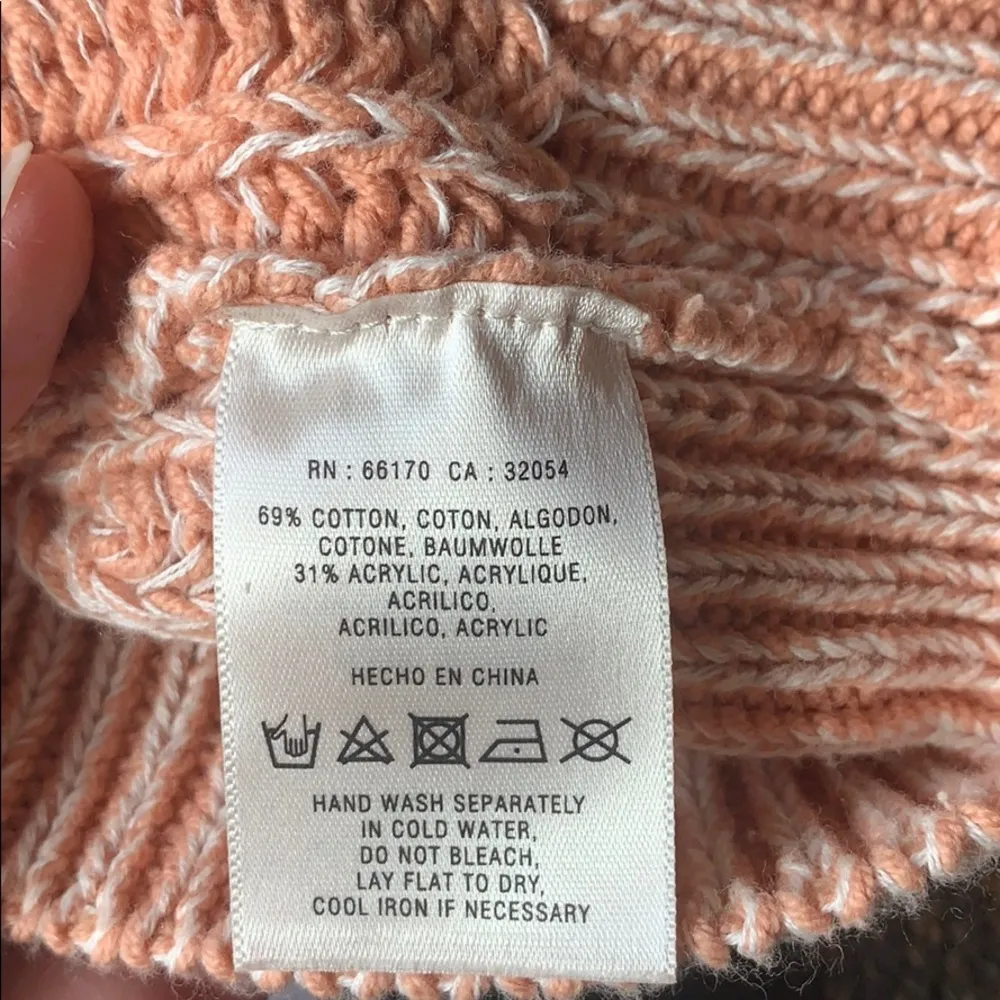 RN : 66170 CA : 32054
69% COTTON, COTON, ALGODON,
COTONE, BAUMWOLLE
31% ACRYLIC, ACRYLIQUE,
ACRILICO,
ACRILICO, ACRYLIC
HECHO EN CHINA
HAND WASH SEPARATELY
IN COLD WATER,
DO NOT BLEACH,
LAY FLAT TO DRY,
COOL IRON IF NECESSARY